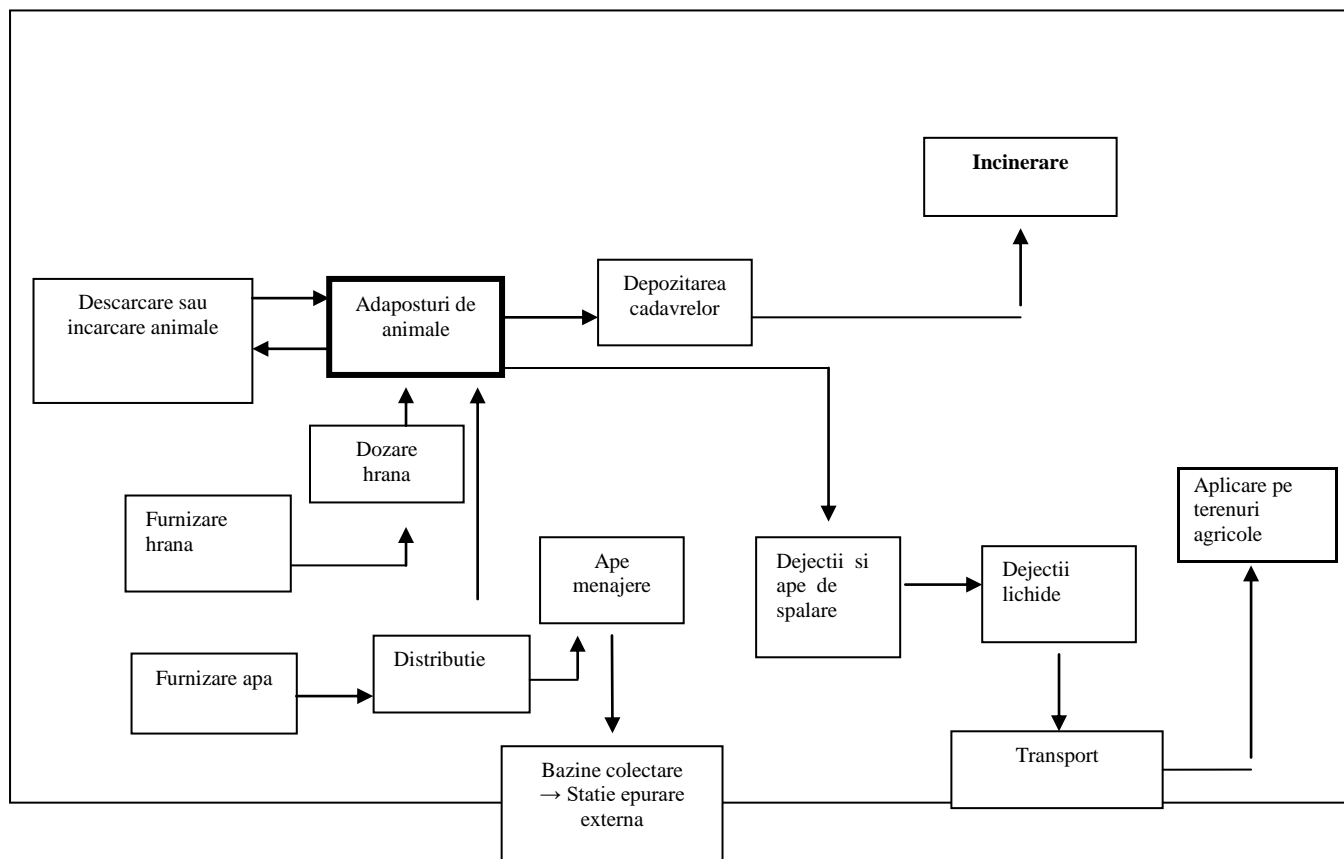 Incinerare
Descarcare sau
incarcare animale
Adaposturi de
animale
Depozitarea
cadavrelor
Dozare
hrana
Furnizare
hrana
Aplicare pe
terenuri
agricole
Ape
menajere
Dejectii si
ape de
spalare
Dejectii
lichide
Furnizare apa
Distributie
Bazine colectare
→ Statie epurare
externa
Transport